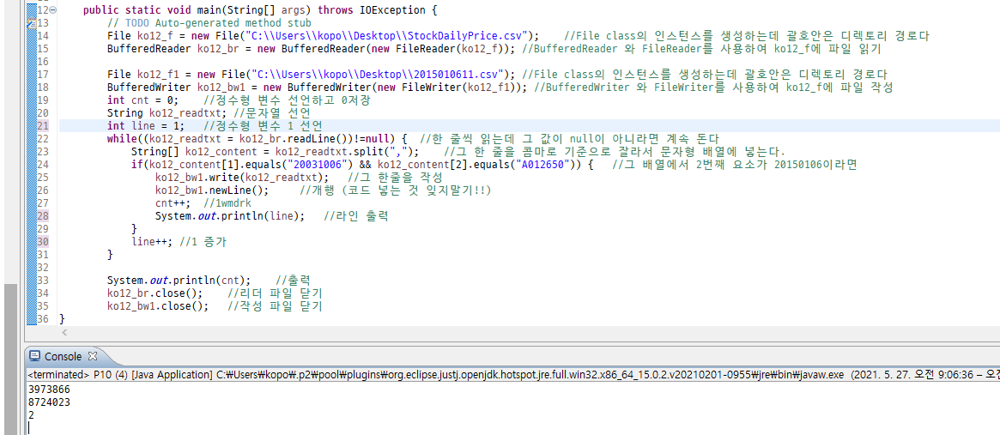 12 public static void main(String[] args) throws IOException {
13 // TODO Auto-generated method stub
14 File ko12_f = new File("C:\\Users\\kopo\\Desktop\\StockDailyPrice.csv"); //File class의 인스턴스를 생성하는데 괄호안은 디렉토리 경로다
15 BufferedReader ko12_br = new BufferedReader(new FileReader(ko12_f)); //BufferedReader 와 FileReader를 사용하여 ko12_f에 파일 읽기
16
17 File ko12_f1 = new File("C:\\Users\\kopo\\Desktop\\2015010611.csv"); //File class의 인스턴스를 생성하는데 괄호안은 디렉토리 경로다
18 BufferedWriter ko12_bw1 = new BufferedWriter(new FileWriter(ko12_f1)); //BufferedWriter 와 FileWriter를 사용하여 ko12_f에 파일 작성
19 int cnt = 0; //정수형 변수 선언하고 0저장
20 String ko12_readtxt; //문자열 선언
21 int line = 1; //정수형 변수 1 선언
22 while((ko12_readtxt = ko12_br.readLine())!=null) { //한 줄씩 읽는데 그 값이 null이 아니라면 계속 돈다
23 String[] ko12_content = ko12_readtxt.split(","); //그 한 줄을 콤마로 기준으로 잘라서 문자형 배열에 넣는다.
24 if(ko12_content[1].equals("20031006") && ko12_content[2].equals("A012650")) { //그 배열에서 2번째 요소가 20150106이라면
25 ko12_bw1.write(ko12_readtxt); //그 한줄을 작성
26 ko12_bw1.newLine(); //개행 (코드 넣는 것 잊지말기!!)
27 cnt++; //1wmdrk
28 System.out.println(line); //라인 출력
29 }
30 line++; //1 증가
31 }
32
33 System.out.println(cnt); //출력
34 ko12_br.close(); //리더 파일 닫기
35 ko12_bw1.close(); //작성 파일 닫기
36 }
Console
<terminated> P10 (4) [Java Application] C:₩Users₩kopo₩.p2₩pool₩plugins₩org.eclipse.justj.openjdk.hotspot.jre.full.win32.x86_64_15.0.2.v20210201-0955₩jre₩bin₩javaw.exe (2021. 5. 27. 오전 9:06:36 – 오전
3973866
8724023
2